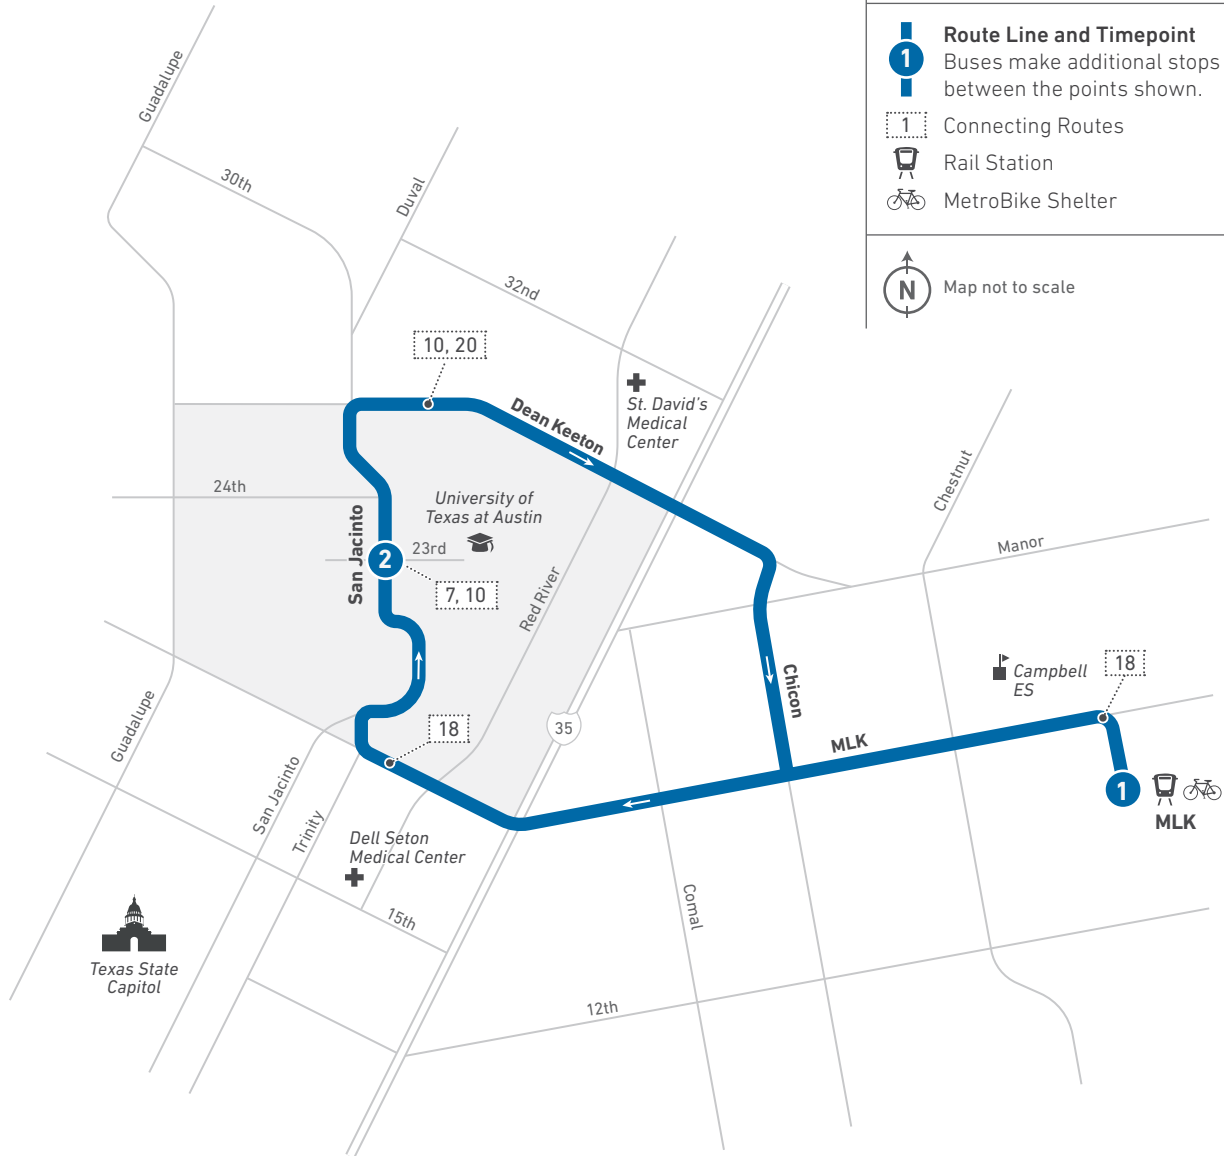 Route Line and Timepoint
1
Buses make additional stops
between the points shown.
1
Connecting Routes
Rail Station
MetroBike Shelter
N
Map not to scale
Guadalupe
30th
Duval
32nd
10, 20
St. David's
Medical
Center
Dean Keeton
24th
University of
Texas at Austin
San Jacinto
23rd
2
7, 10
Red River
Chestnut
Manor
Campbell
ES
18
Chicon
Guadalupe
18
35
MLK
1
MLK
San Jacinto
Trinity
Dell Seton
Medical Center
15th
Comal
Texas State
Capitol
12th